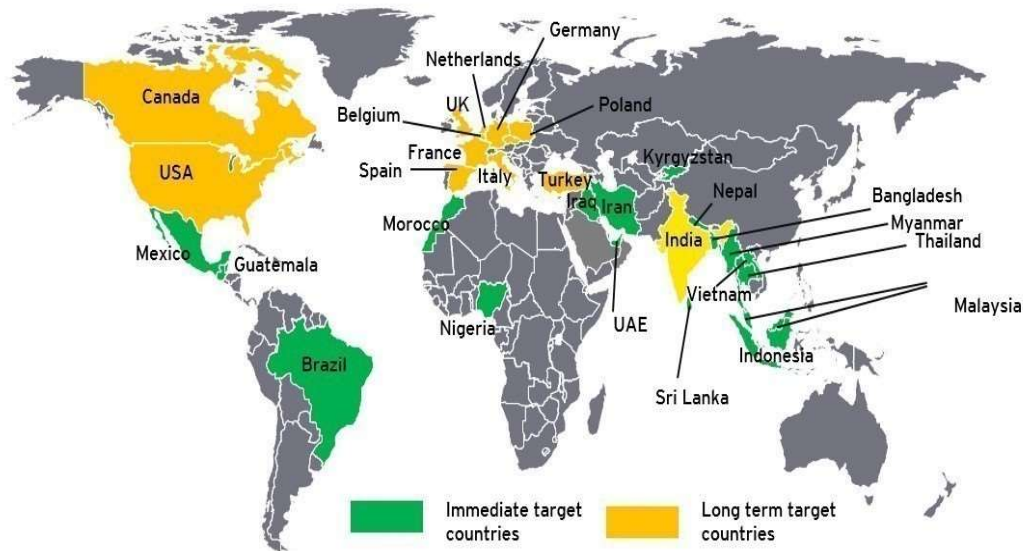 Germany
Netherlands
Canada
UK
Poland
Belgium
France
USA
Kyrgyzstan
Spain
Italy
Turkey
Nepal
Bangladesh
Iraq
Iran
Morocco
Myanmar
India
Thailand
Mexico
Guatemala
Vietnam
Malaysia
Nigeria
UAE
Indonesia
Brazil
Sri Lanka
Immediate target
countries
Long term target
countries